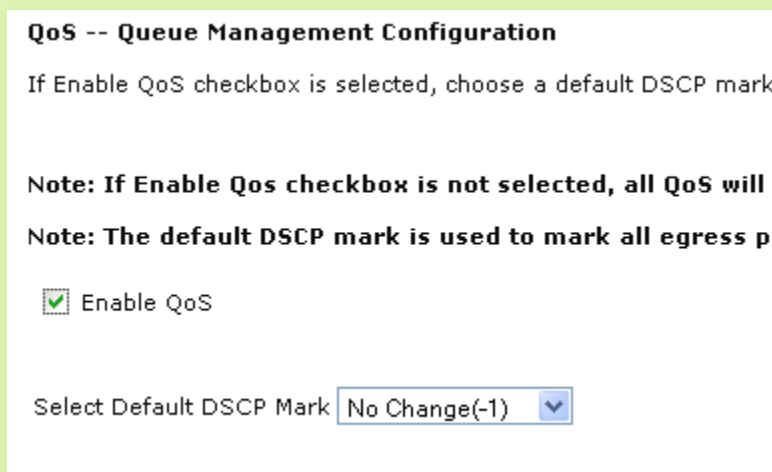 QoS -- Queue Management Configuration
If Enable QoS checkbox is selected, choose a default DSCP mark
Note: If Enable Qos checkbox is not selected, all QoS will
Note: The default DSCP mark is used to mark all egress p
Enable QoS
Select Default DSCP Mark No Change(-1)